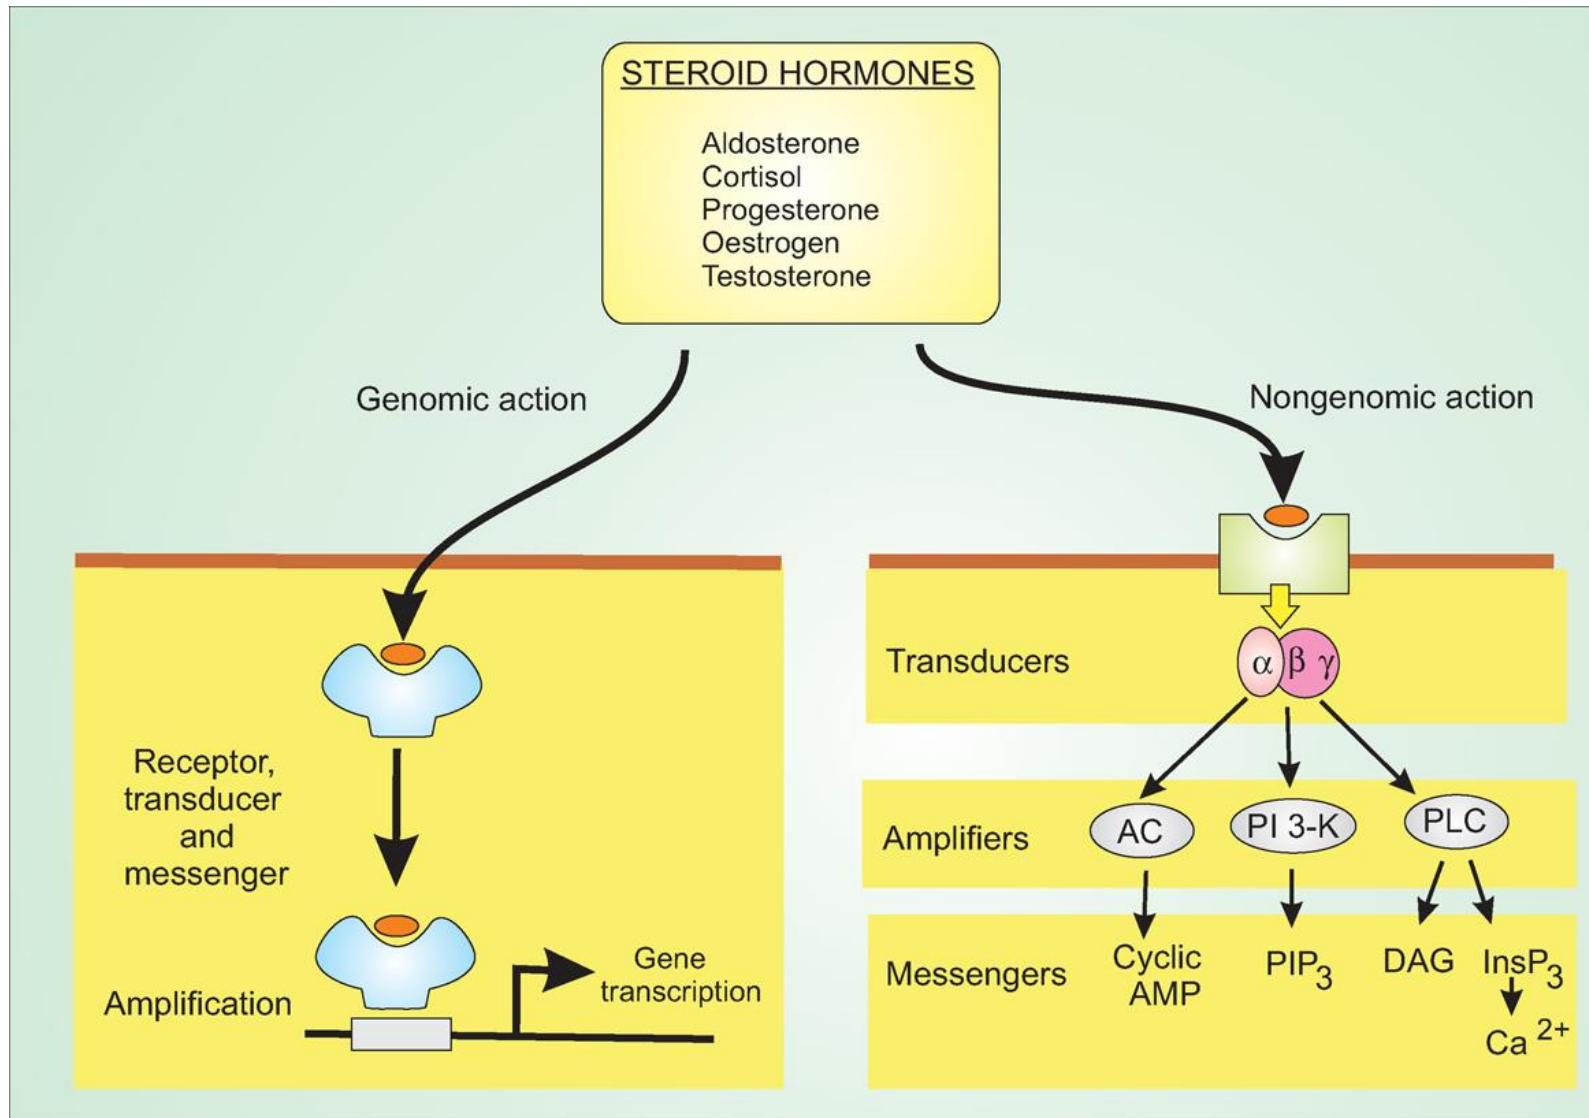 STEROID HORMONES
Aldosterone
Cortisol
Progesterone
Oestrogen
Testosterone
Genomic action
Nongenomic action
Receptor,
transducer
and
messenger
Amplification
Gene
transcription
Transducers
α β γ
Amplifiers
AC
PI 3-K
PLC
Messengers
Cyclic
AMP
PIP3
DAG
InsP3
Ca 2+